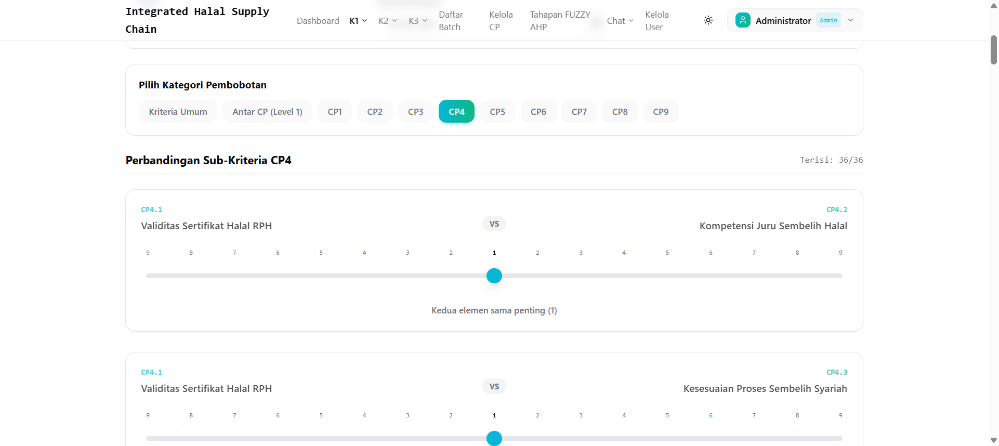 Integrated Halal Supply
Chain
Dashboard
K1
K2
K3
Daftar
Batch
Kelola
CP
Tahapan FUZZY
AHP
Chat
Kelola
User
Administrator
Admin
Pilih Kategori Pembobotan
Kriteria Umum
Antar CP (Level 1)
CP1
CP2
CP3
CP4
CP5
CP6
CP7
CP8
CP9
Perbandingan Sub-Kriteria CP4
Terisi: 36/36
CP4.1
Validitas Sertifikat Halal RPH
VS
CP4.2
Kompetensi Juru Sembelih Halal
9 8 7 6 5 4 3 2 1 2 3 4 5 6 7 8 9
Kedua elemen sama penting (1)
CP4.1
Validitas Sertifikat Halal RPH
VS
CP4.3
Kesesuaian Proses Sembelih Syariah
9 8 7 6 5 4 3 2 1 2 3 4 5 6 7 8 9